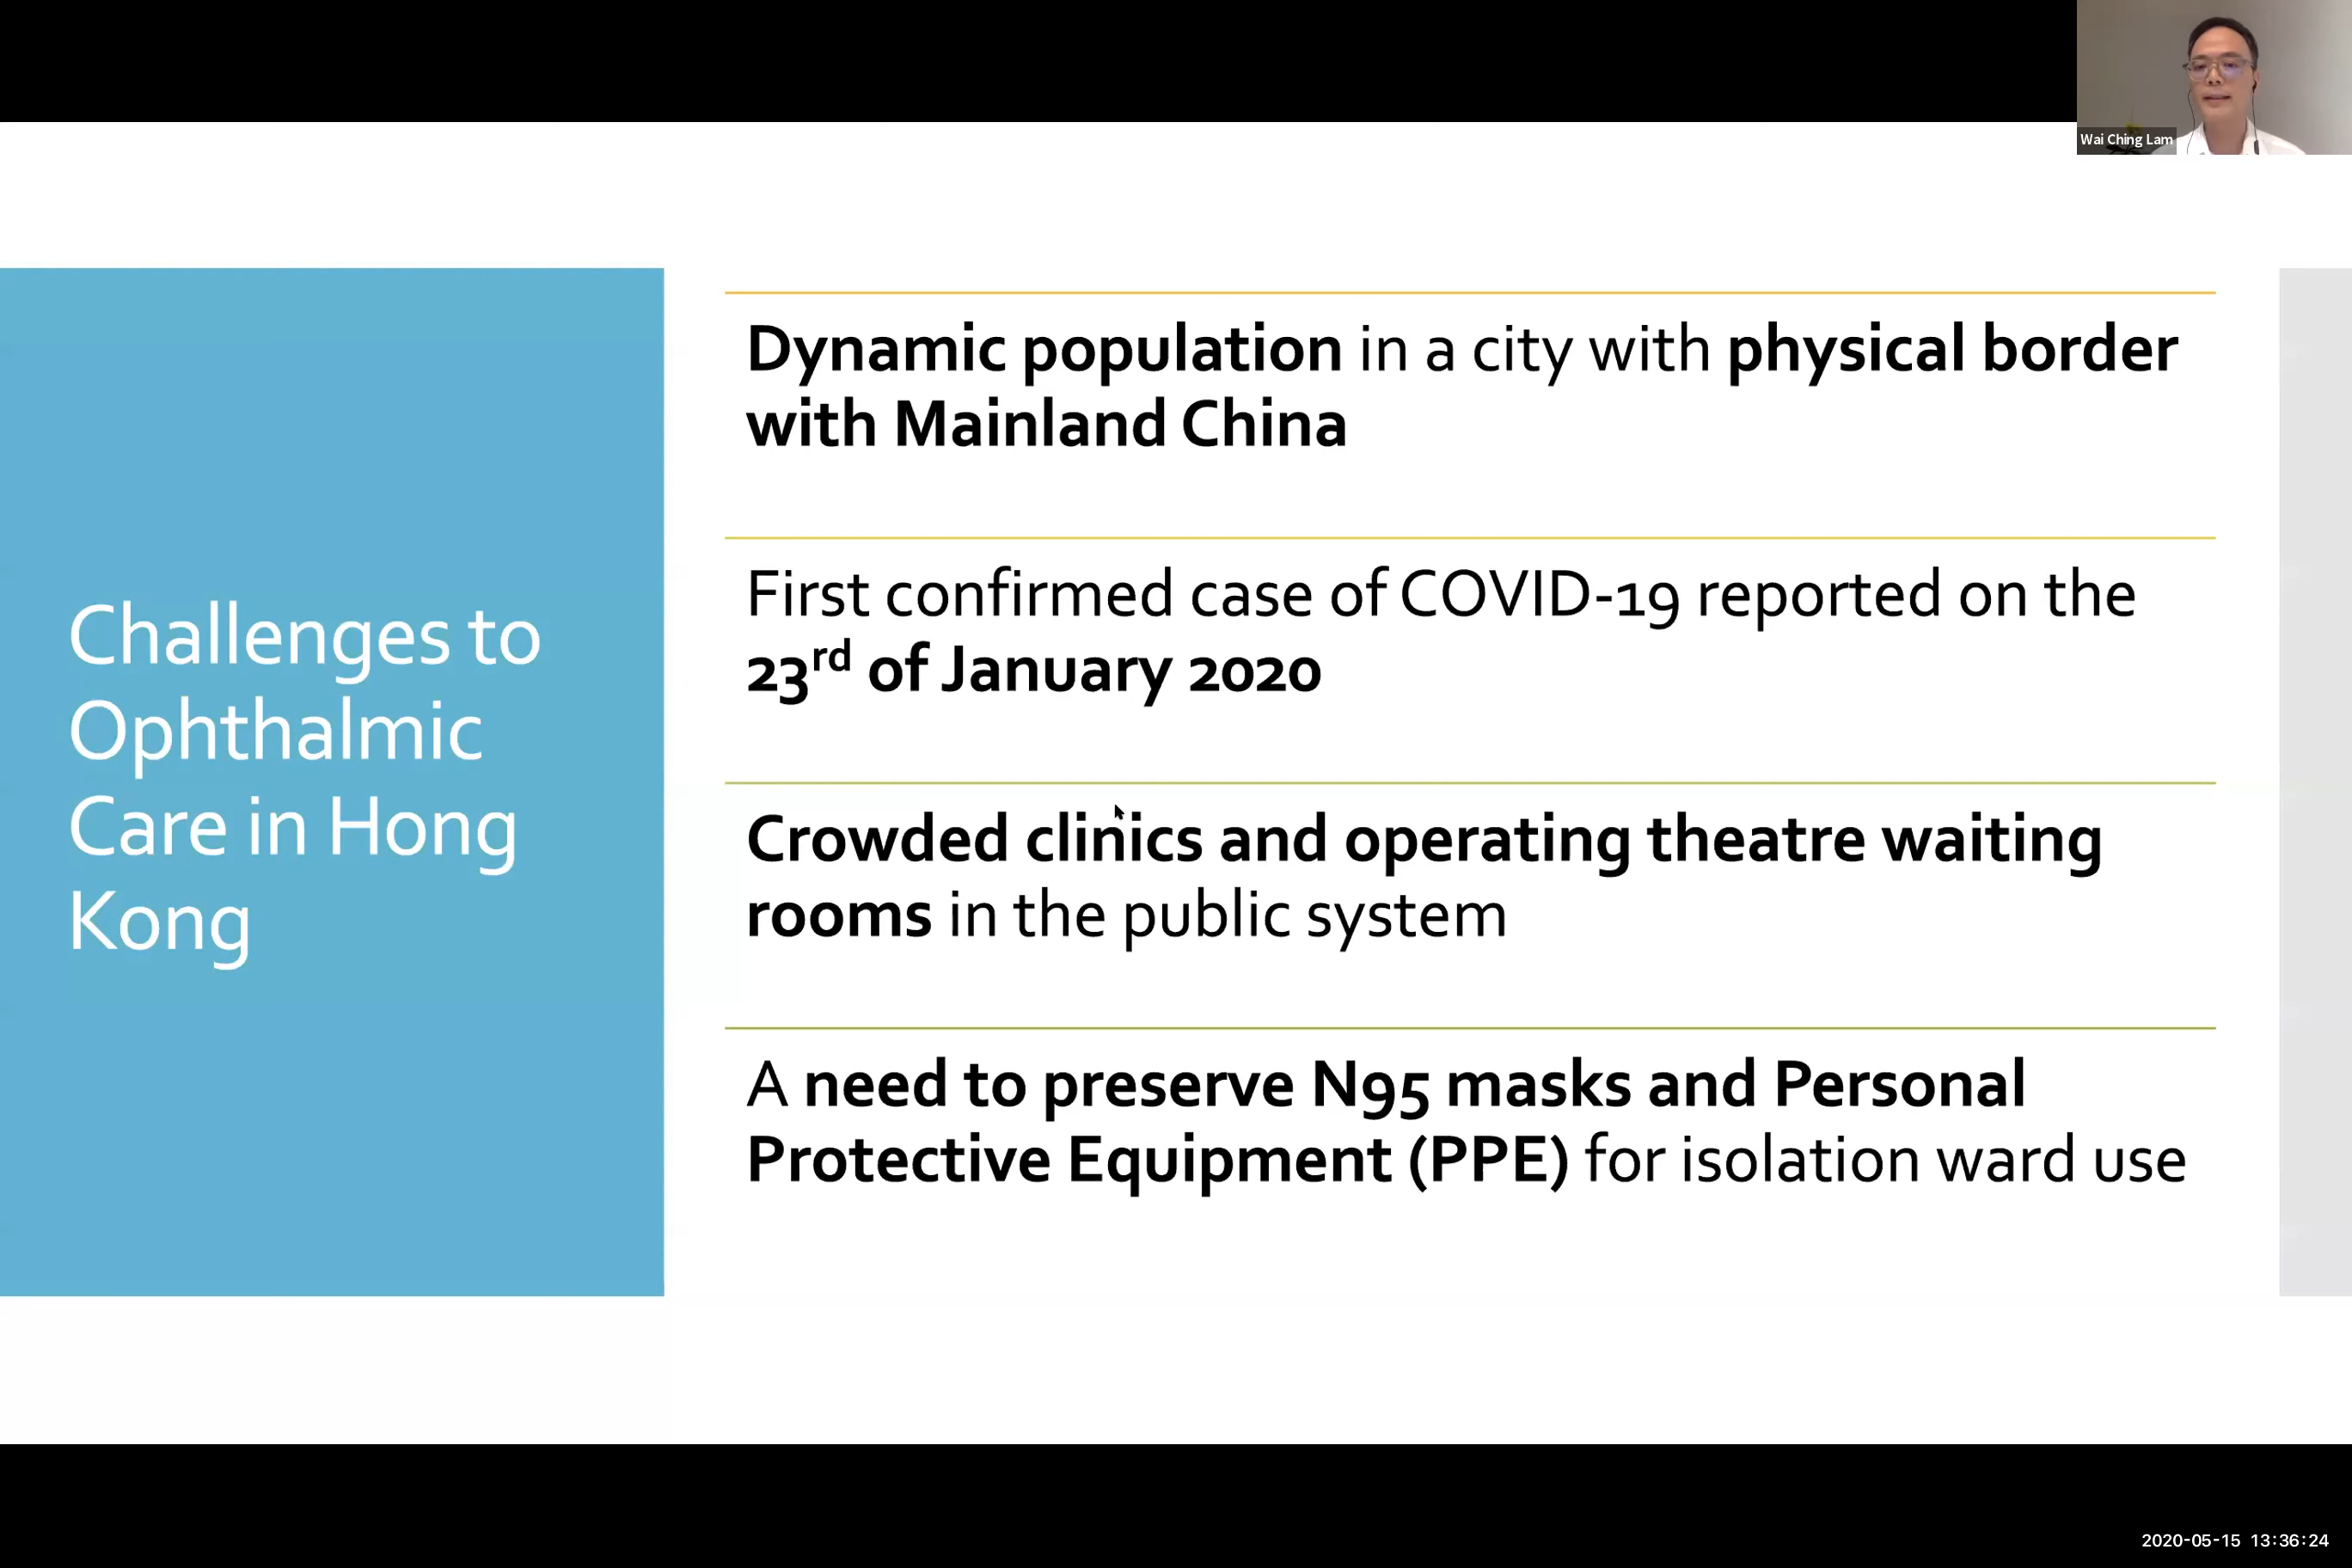 Wai Ching Lam
Challenges to
Ophthalmic
Care in Hong
Kong
Dynamic population in a city with physical border
with Mainland China
First confirmed case of COVID-19 reported on the
23rd of January 2020
Crowded clinics and operating theatre waiting
rooms in the public system
A need to preserve N95 masks and Personal
Protective Equipment (PPE) for isolation ward use
2020-05-15 13:36:24